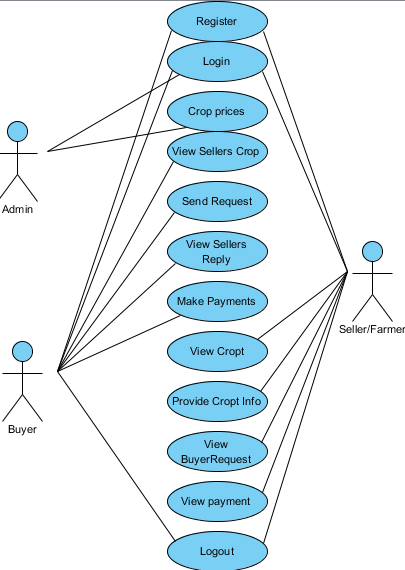 Register
Login
Crop prices
View Sellers Crop
Admin
Send Request
View Sellers
Reply
Make Payments
Seller/Farmer
View Cropt
Buyer
Provide Cropt Info
View
BuyerRequest
View payment
Logout